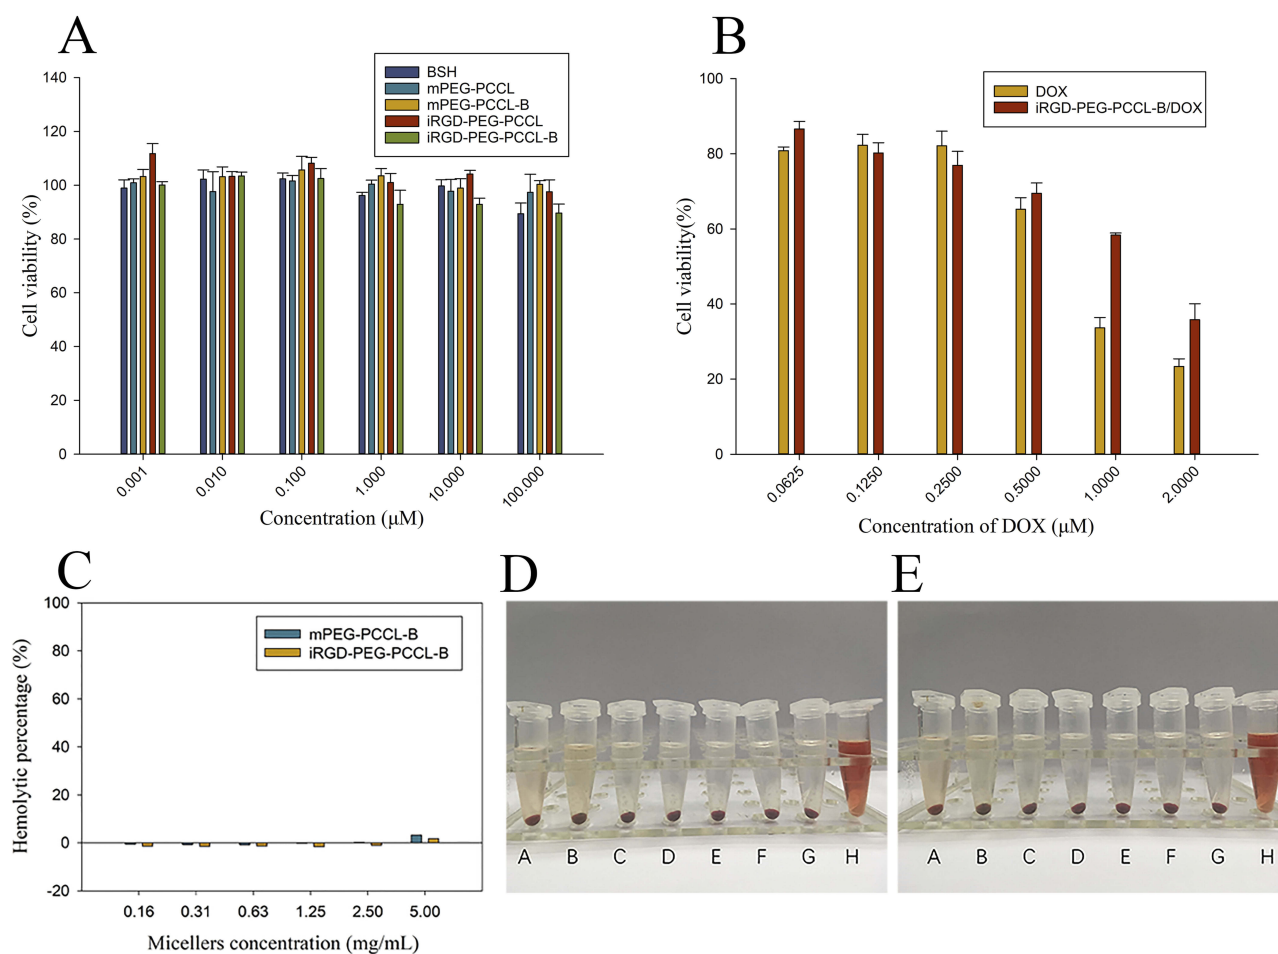 A
140
120
100
80
60
40
20
0
Cell viability (%)
BSH
mPEG-PCCL
mPEG-PCCL-B
iRGD-PEG-PCCL
iRGD-PEG-PCCL-B
0.001
0.010
0.100
1.000
10.000
100.000
Concentration (μM)
B
100
80
60
40
20
0
Cell viability(%)
DOX
iRGD-PEG-PCCL-B/DOX
0.0625
0.1250
0.2500
0.5000
1.0000
2.0000
Concentration of DOX (μM)
C
100
80
60
40
20
0
-20
Hemolytic percentage (%)
mPEG-PCCL-B
iRGD-PEG-PCCL-B
0.16 0.31 0.63 1.25 2.50 5.00
Micellers concentration (mg/mL)
D
A B C D E F G H
E
A B C D E F G H